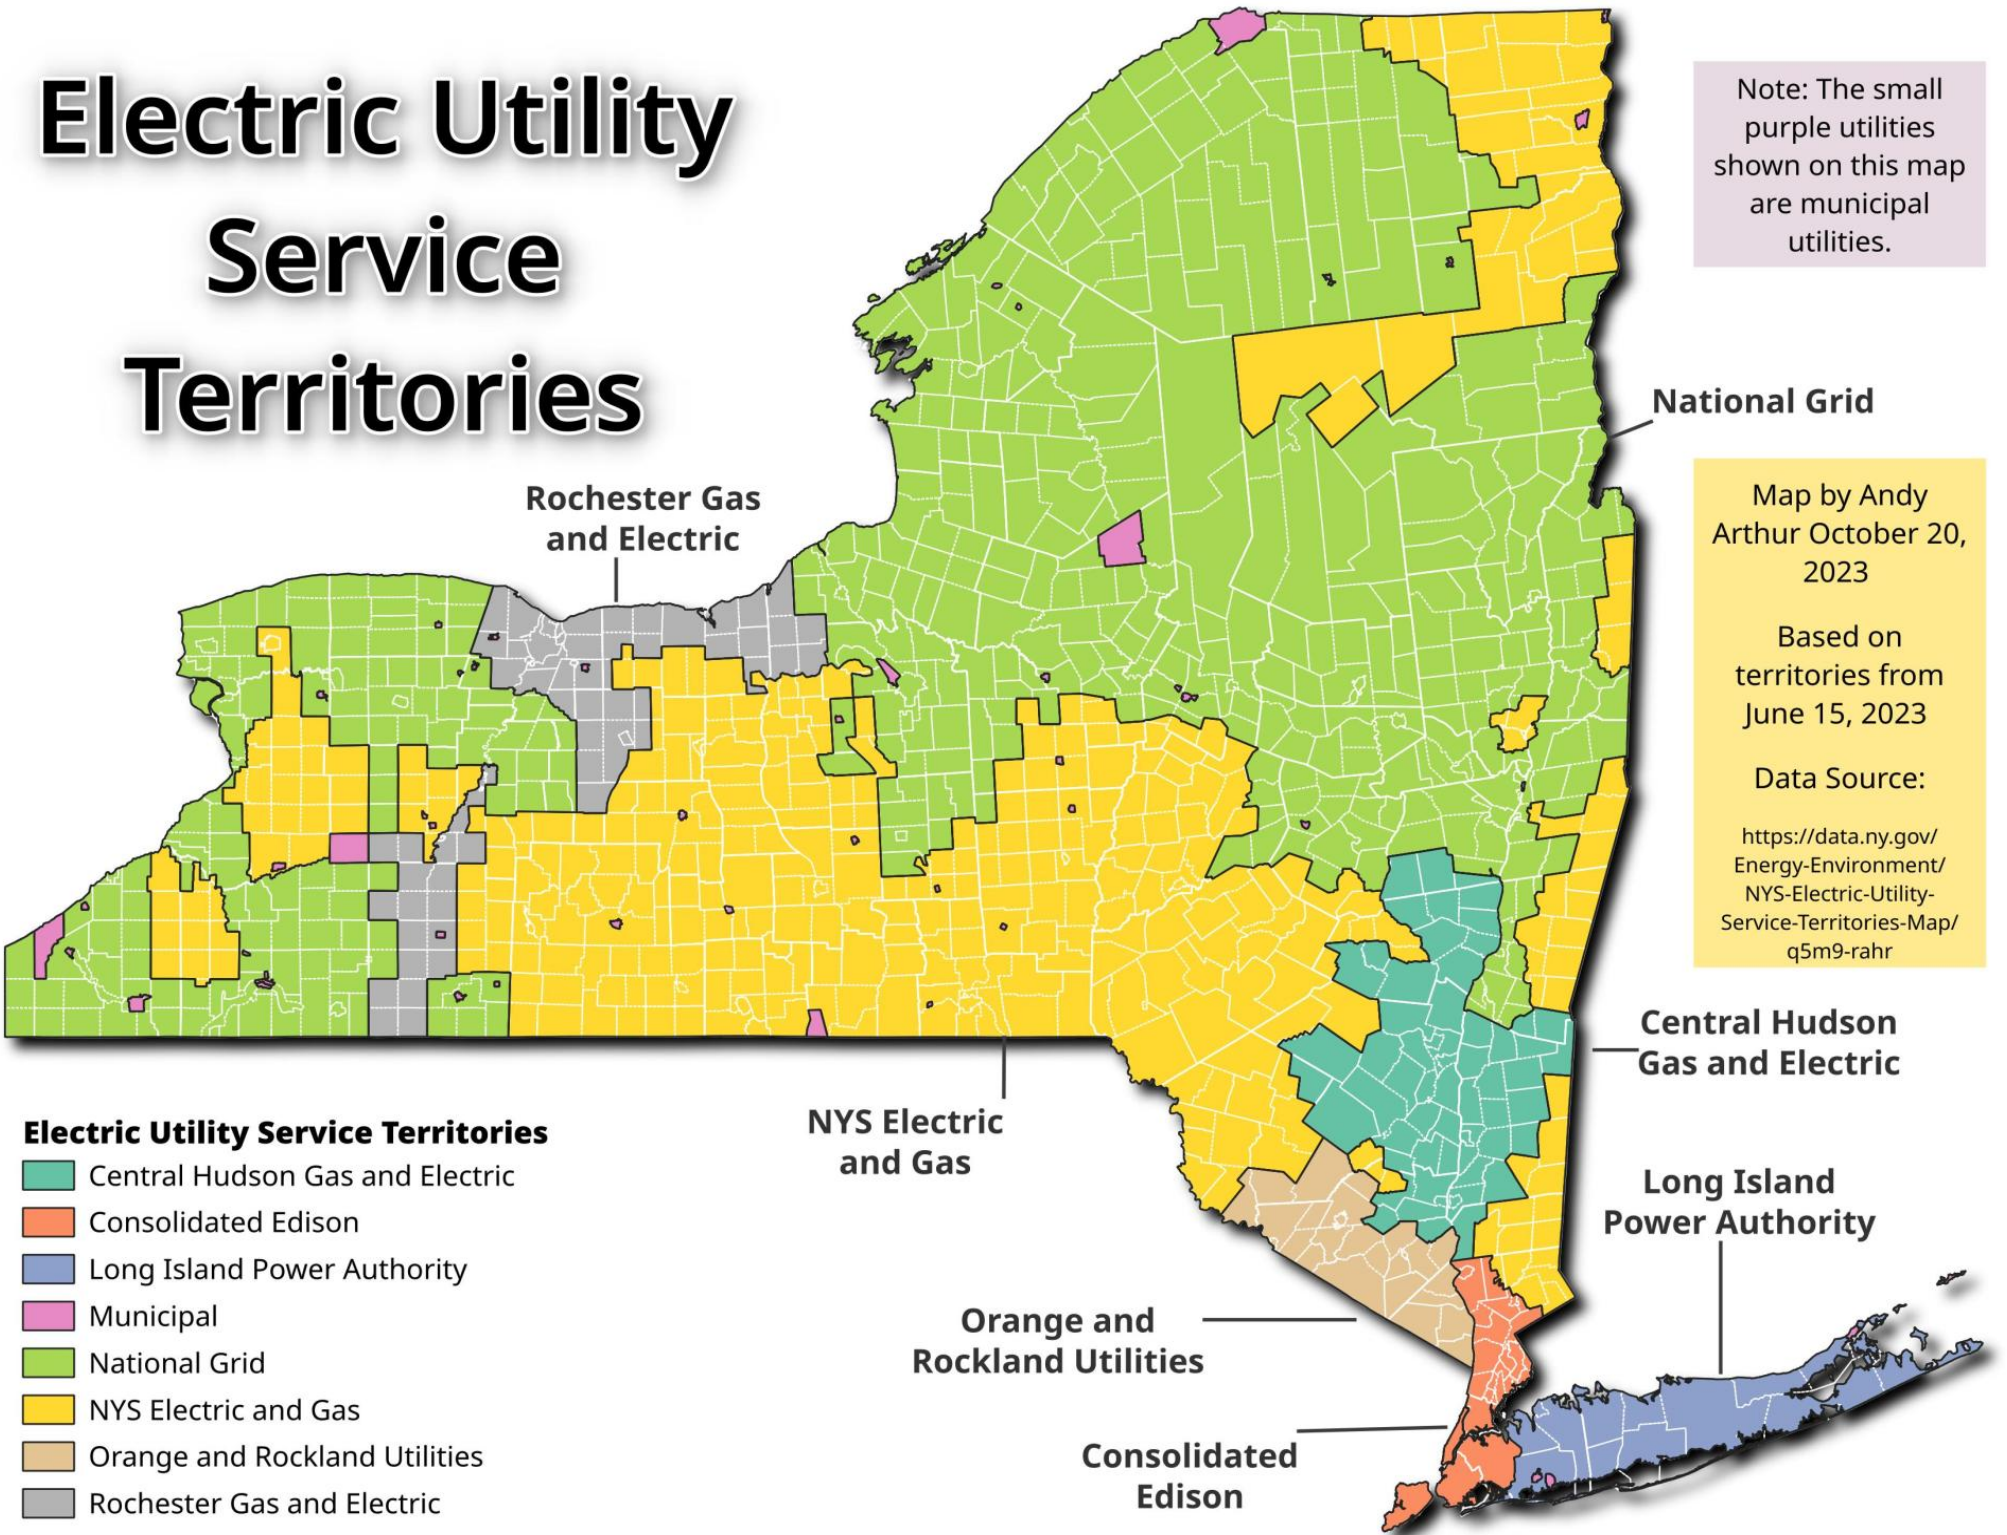 Electric Utility
Service
Territories
Note: The small
purple utilities
shown on this map
are municipal
utilities.
National Grid
Rochester Gas
and Electric
Map by Andy
Arthur October 20,
2023
Based on
territories from
June 15, 2023
Data Source:
https://data.ny.gov/
Energy-Environment/
NYS-Electric-Utility-
Service-Territories-Map/
q5m9-rahr
Central Hudson
Gas and Electric
NYS Electric
and Gas
Long Island
Power Authority
Orange and
Rockland Utilities
Consolidated
Edison
Electric Utility Service Territories
Central Hudson Gas and Electric
Consolidated Edison
Long Island Power Authority
Municipal
National Grid
NYS Electric and Gas
Orange and Rockland Utilities
Rochester Gas and Electric